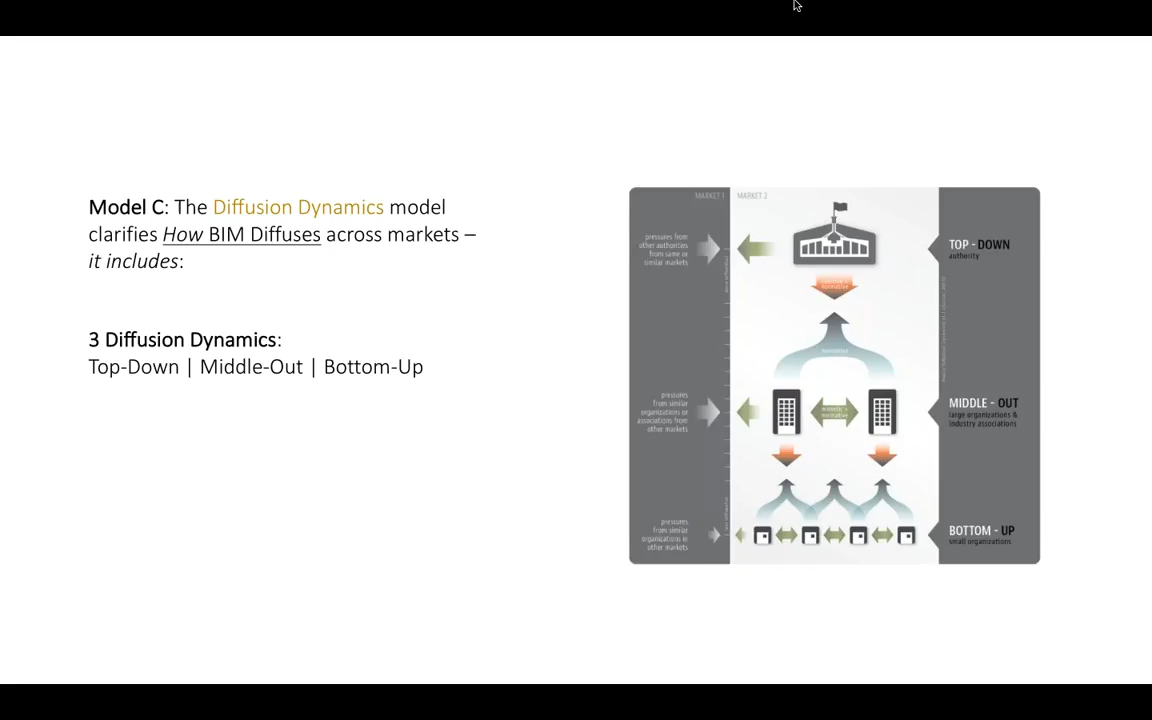 Model C: The Diffusion Dynamics model
clarifies How BIM Diffuses across markets –
it includes:
3 Diffusion Dynamics:
Top-Down | Middle-Out | Bottom-Up
MARKET 1
MARKET 2
pressures from
other authorities
from same or
similar markets
TOP - DOWN
authority
normative
pressures
from similar
organizations or
associations from
other markets
mimetic +
normative
MIDDLE - OUT
large organizations &
industry associations
pressures
from similar
organizations in
other markets
BOTTOM - UP
small organizations